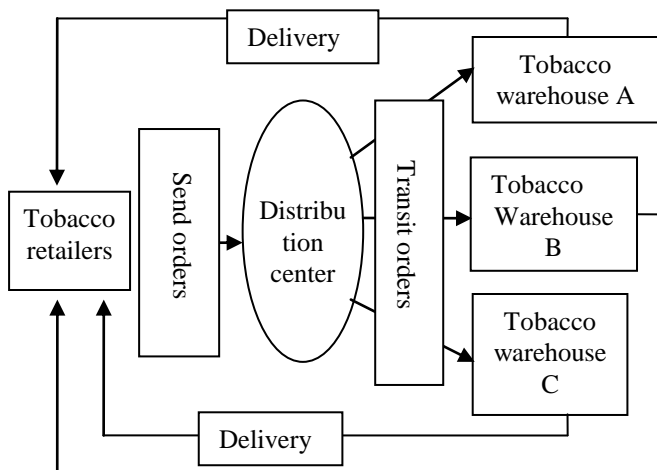 Delivery
Tobacco
warehouse A
Tobacco
retailers
Send orders
Distribu
tion
center
Transit orders
Tobacco
Warehouse
B
Tobacco
warehouse
C
Delivery